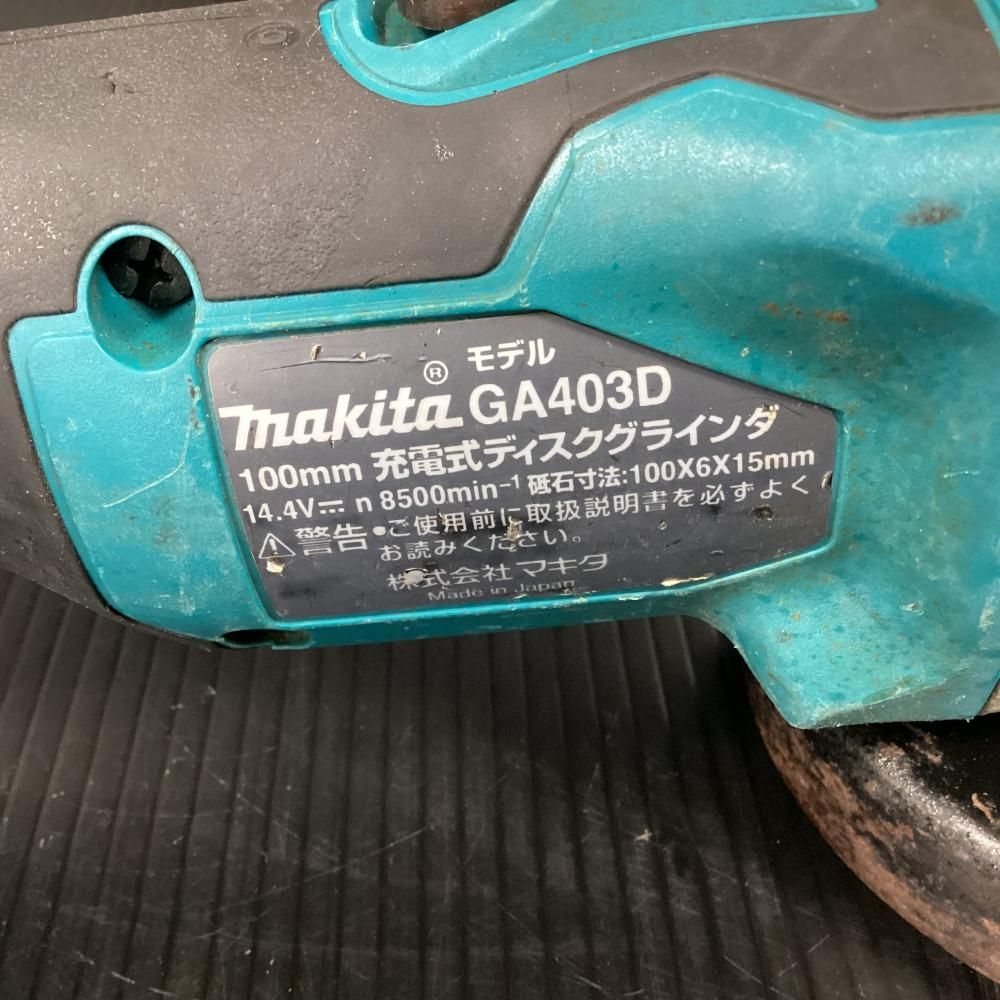 モデル
makita® GA403D
100mm 充電式ディスクグラインダ
14.4V⎓ n 8500min⁻¹ 砥石寸法:100X6X15mm
⚠警告 •ご使用前に取扱説明書を必ずよく
お読みください。
株式会社 マキタ
Made in Japan